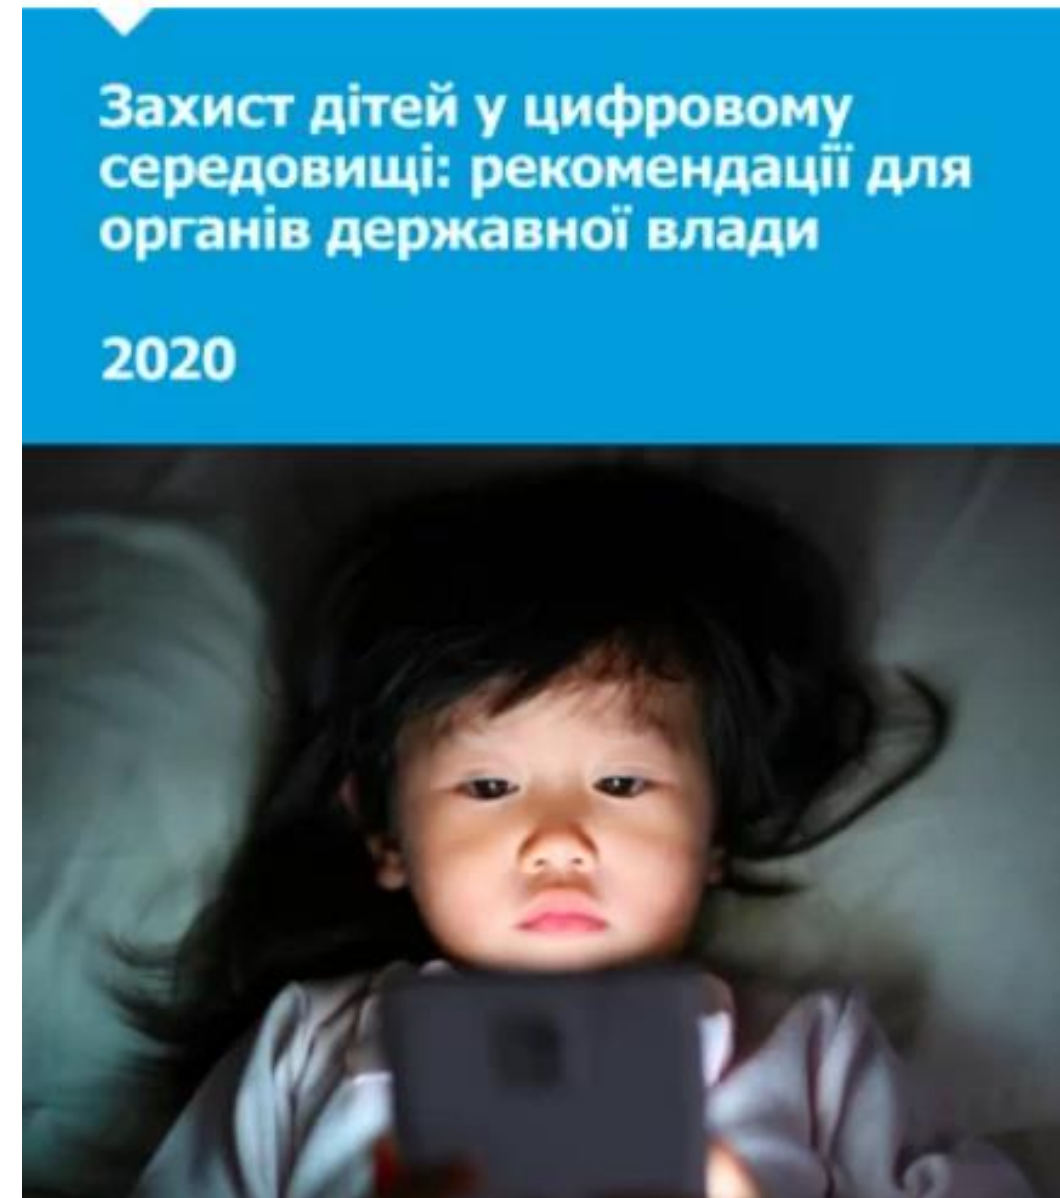 Захист дітей у цифровому
середовищі: рекомендації для
органів державної влади
2020